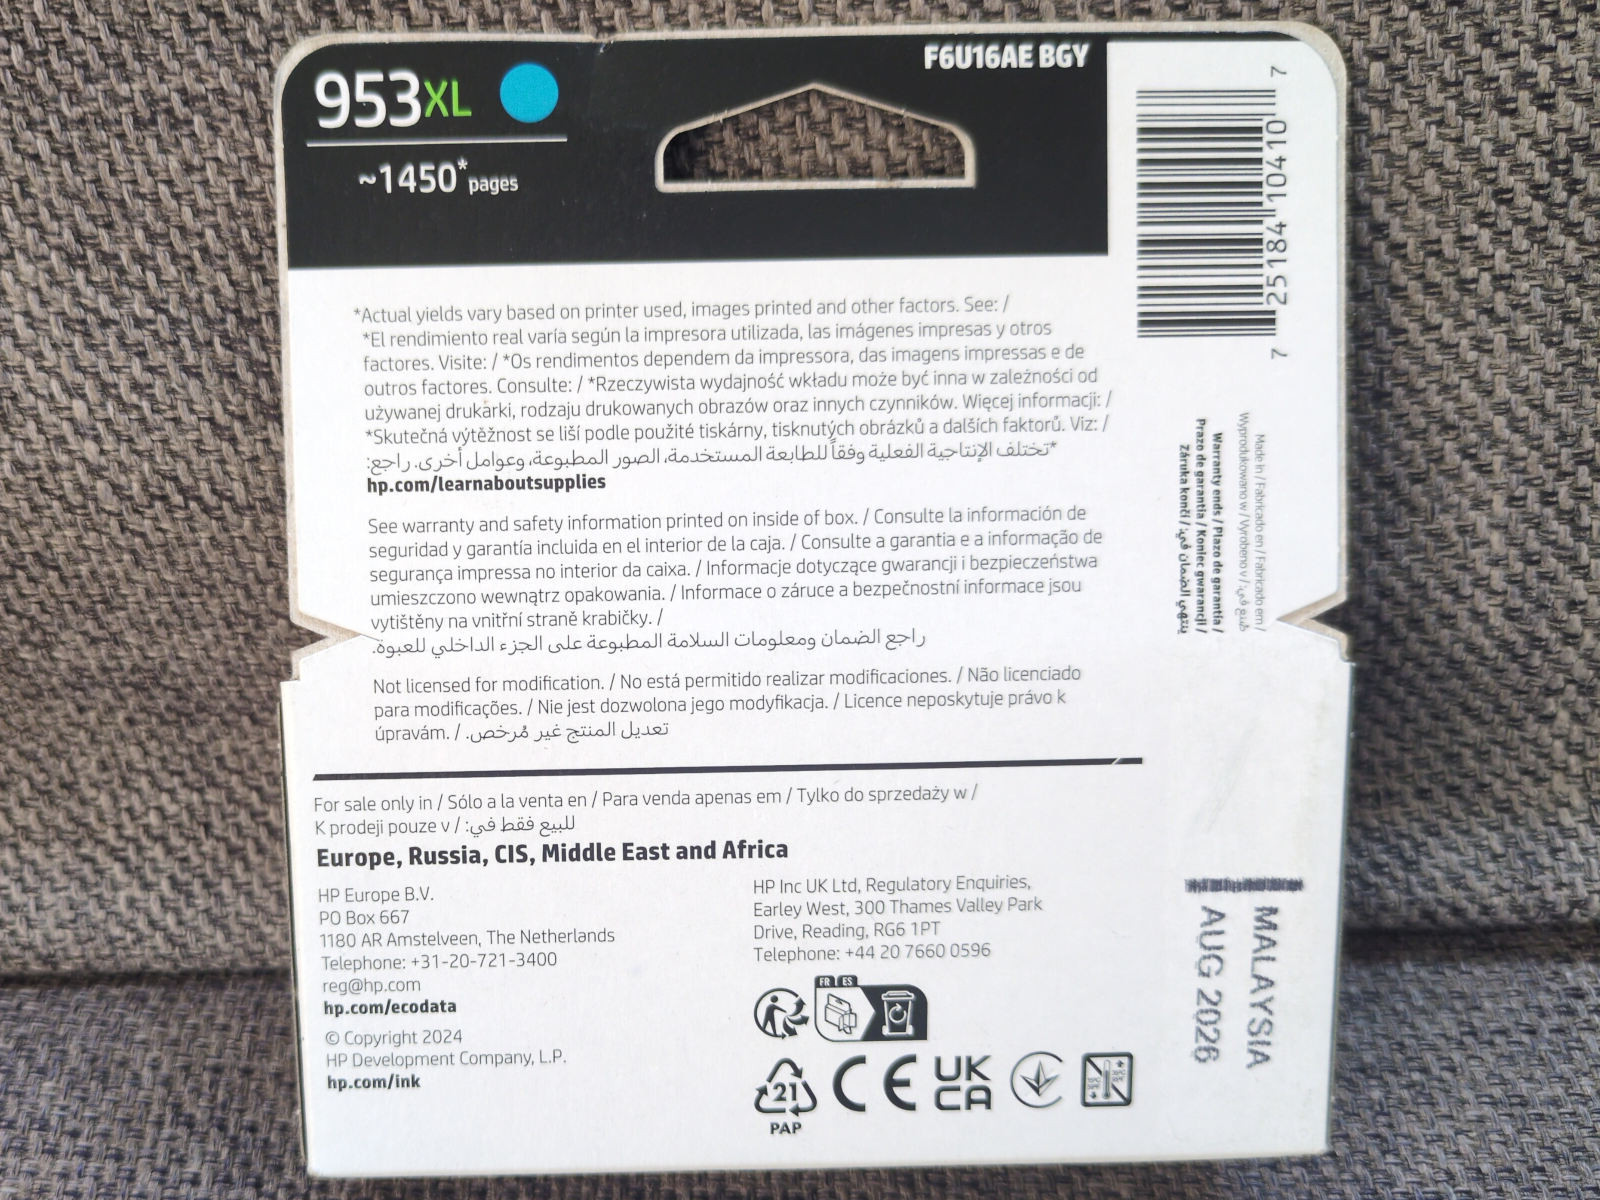 953XL
~1450* pages
F6U16AE BGY
7 25184 10410 7
*Actual yields vary based on printer used, images printed and other factors. See: /
*El rendimiento real varía según la impresora utilizada, las imágenes impresas y otros
factores. Visite: / *Os rendimentos dependem da impressora, das imagens impressas e de
outros factores. Consulte: / *Rzeczywista wydajność wkładu może być inna w zależności od
używanej drukarki, rodzaju drukowanych obrazów oraz innych czynników. Więcej informacji: /
*Skutečná výtěžnost se liší podle použité tiskárny, tisknutých obrázků a dalších faktorů. Viz: /
*تختلف الإنتاجية الفعلية وفقاً للطابعة المستخدمة، الصور المطبوعة، وعوامل أخرى. راجع:
hp.com/learnaboutsupplies
See warranty and safety information printed on inside of box. / Consulte la información de
seguridad y garantía incluida en el interior de la caja. / Consulte a garantia e a informação de
segurança impressa no interior da caixa. / Informacje dotyczące gwarancji i bezpieczeństwa
umieszczono wewnątrz opakowania. / Informace o záruce a bezpečnostní informace jsou
vytištěny na vnitřní straně krabičky. /
راجع الضمان ومعلومات السلامة المطبوعة على الجزء الداخلي للعبوة.
Not licensed for modification. / No está permitido realizar modificaciones. / Não licenciado
para modificações. / Nie jest dozwolona jego modyfikacja. / Licence neposkytuje právo k
úpravám. / تعديل المنتج غير مُرخص.
Made in / Fabricado en / Fabricado em /
Wyprodukowano w / Vyrobeno v / صُنع في:
Warranty ends / Plazo de garantía /
Prazo de garantia / Koniec gwarancji /
Záruka končí / ينتهي الضمان في:
For sale only in / Sólo a la venta en / Para venda apenas em / Tylko do sprzedaży w /
K prodeji pouze v / للبيع فقط في:
Europe, Russia, CIS, Middle East and Africa
HP Europe B.V.
PO Box 667
1180 AR Amstelveen, The Netherlands
Telephone: +31-20-721-3400
reg@hp.com
hp.com/ecodata
© Copyright 2024
HP Development Company, L.P.
hp.com/ink
HP Inc UK Ltd, Regulatory Enquiries,
Earley West, 300 Thames Valley Park
Drive, Reading, RG6 1PT
Telephone: +44 20 7660 0596
FR ES
21
PAP
CE
UK
CA
MALAYSIA
AUG 2026